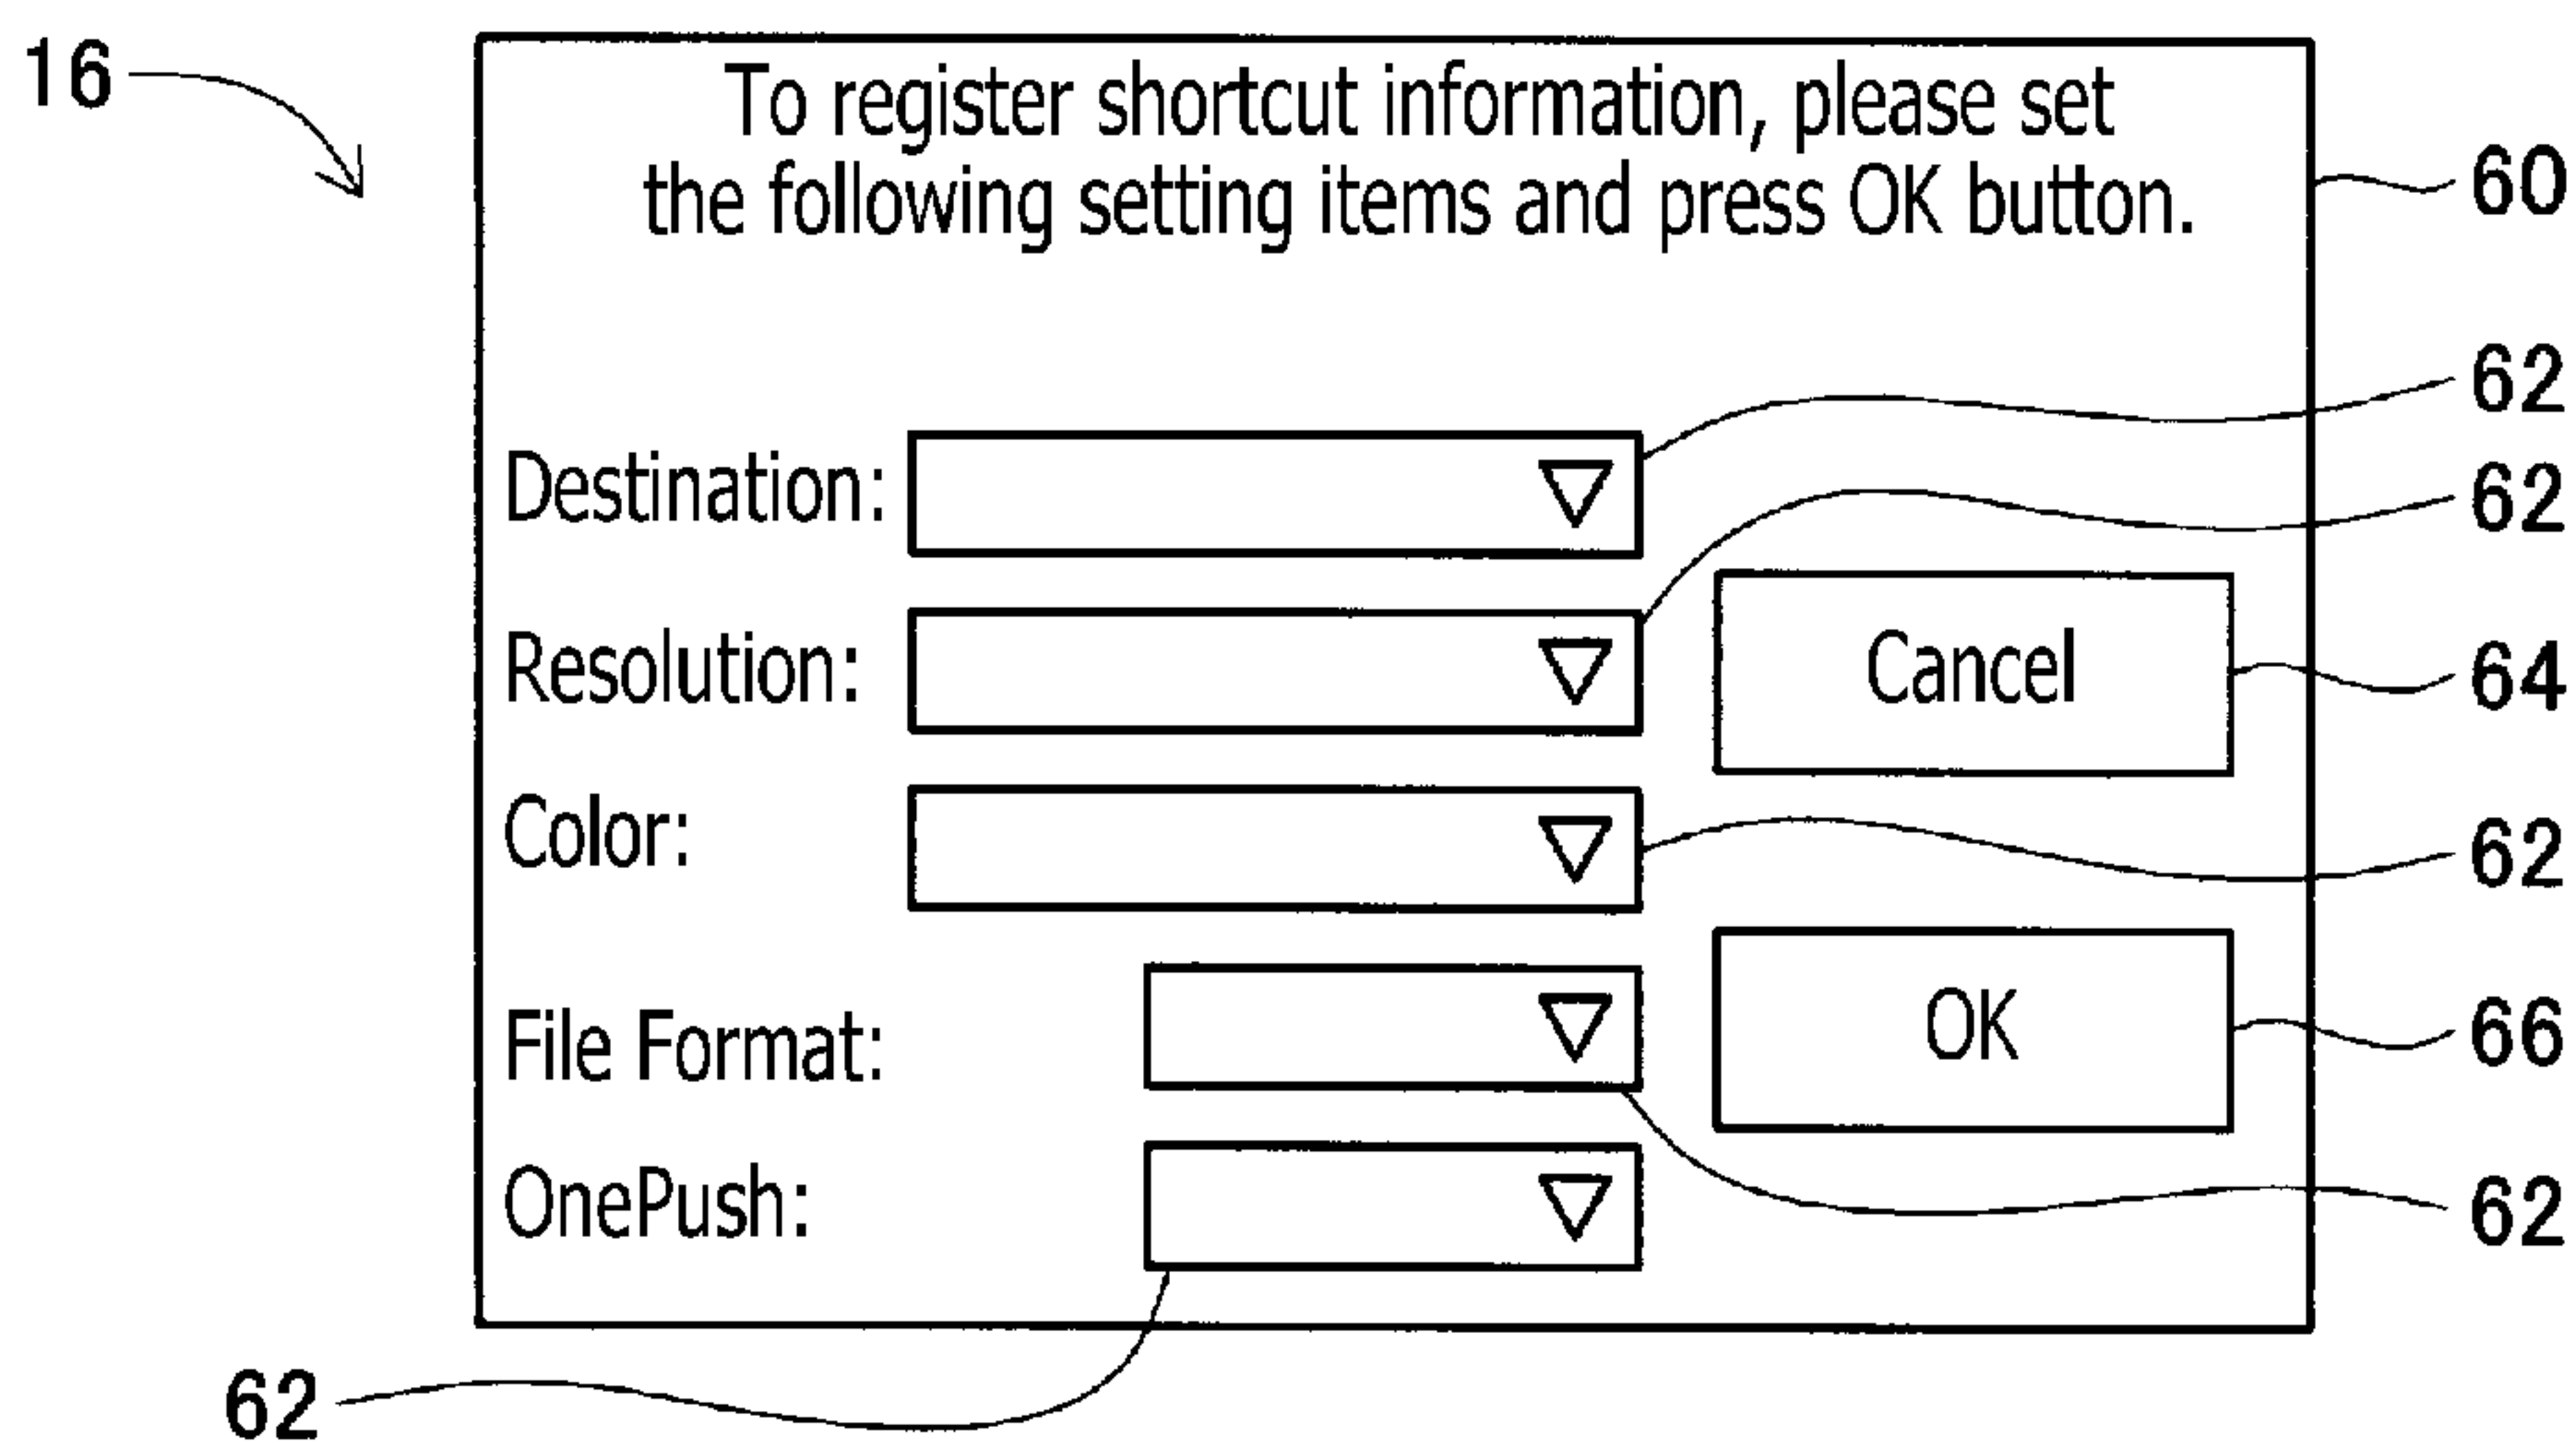 16
To register shortcut information, please set
the following setting items and press OK button.
60
62
Destination:
62
Resolution:
Cancel
64
Color:
62
File Format:
OK
66
OnePush:
62
62